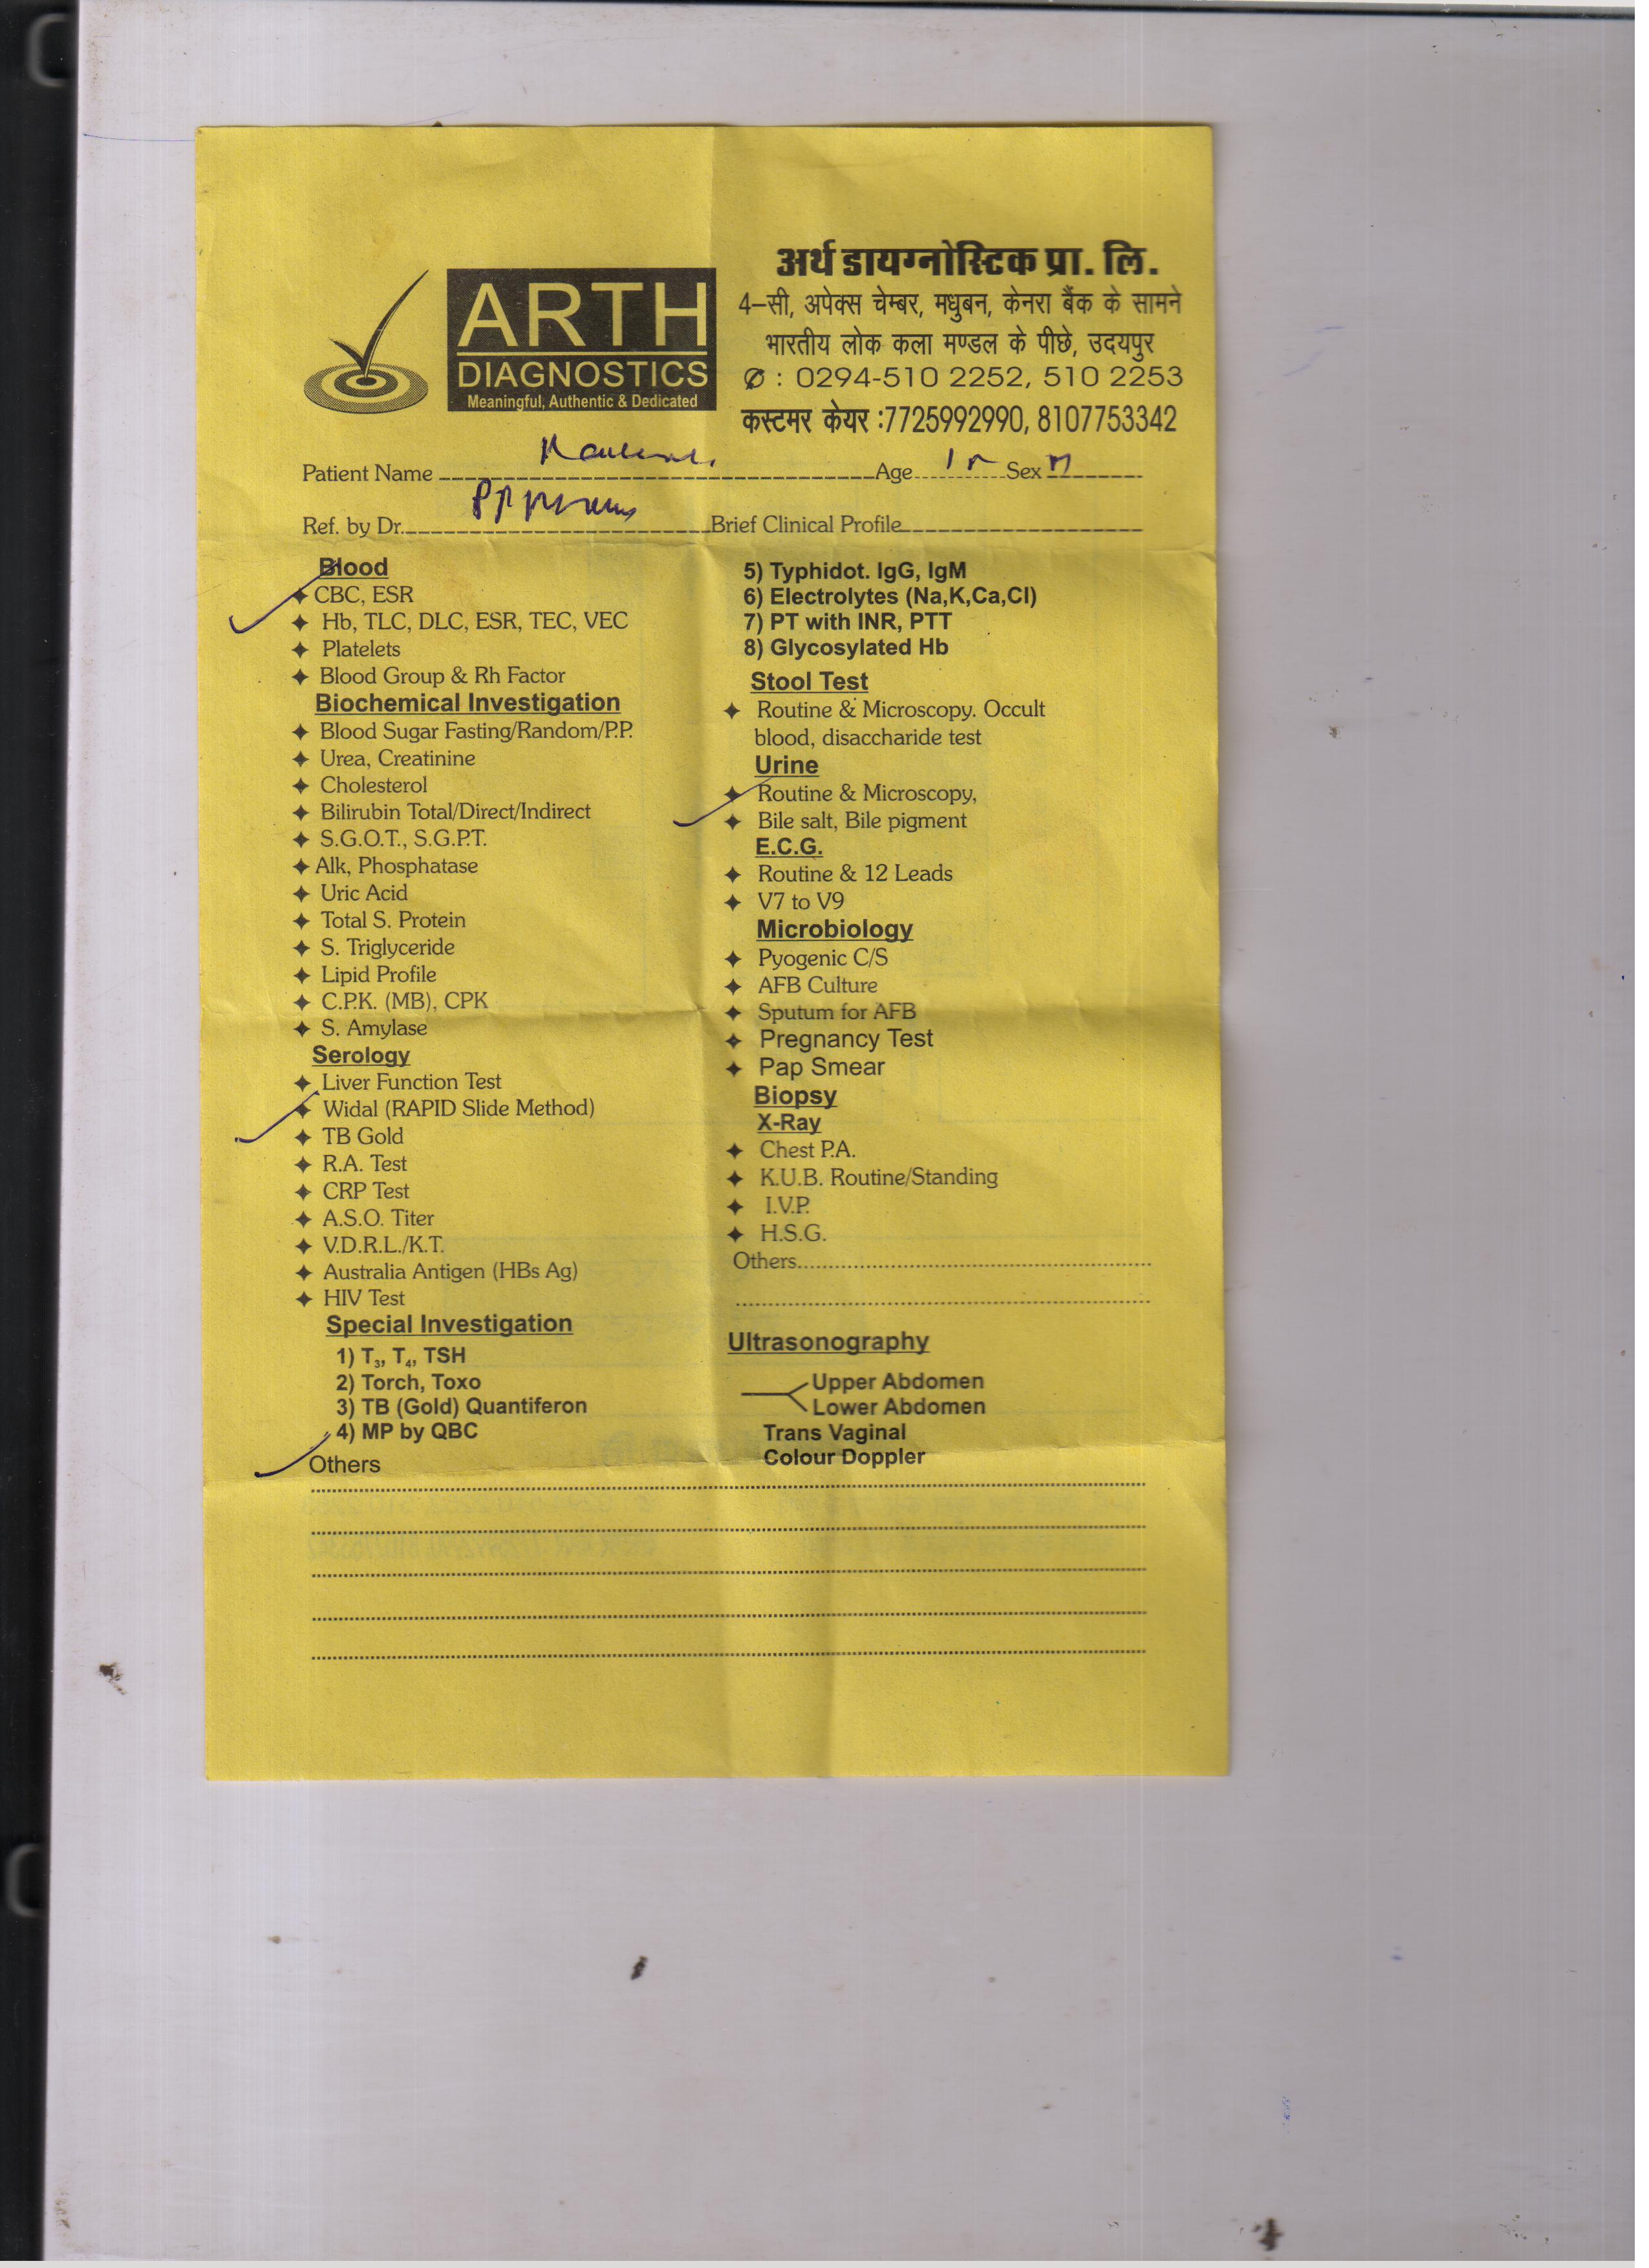 अर्थ डायग्नोस्टिक प्रा. लि.
ARTH
DIAGNOSTICS
Meaningful, Authentic & Dedicated
4–सी, अपेक्स चेम्बर, मधुबन, केनरा बैंक के सामने
भारतीय लोक कला मण्डल के पीछे, उदयपुर
✆ : 0294-510 2252, 510 2253
कस्टमर केयर :7725992990, 8107753342
Patient Name Age Sex M
Ref. by Dr. Brief Clinical Profile
Blood
✦ CBC, ESR
✦ Hb, TLC, DLC, ESR, TEC, VEC
✦ Platelets
✦ Blood Group & Rh Factor
Biochemical Investigation
✦ Blood Sugar Fasting/Random/P.P.
✦ Urea, Creatinine
✦ Cholesterol
✦ Bilirubin Total/Direct/Indirect
✦ S.G.O.T., S.G.P.T.
✦ Alk, Phosphatase
✦ Uric Acid
✦ Total S. Protein
✦ S. Triglyceride
✦ Lipid Profile
✦ C.P.K. (MB), CPK
✦ S. Amylase
Serology
✦ Liver Function Test
✦ Widal (RAPID Slide Method)
✦ TB Gold
✦ R.A. Test
✦ CRP Test
✦ A.S.O. Titer
✦ V.D.R.L./K.T.
✦ Australia Antigen (HBs Ag)
✦ HIV Test
Special Investigation
1) T₃, T₄, TSH
2) Torch, Toxo
3) TB (Gold) Quantiferon
4) MP by QBC
Others
5) Typhidot. IgG, IgM
6) Electrolytes (Na,K,Ca,Cl)
7) PT with INR, PTT
8) Glycosylated Hb
Stool Test
✦ Routine & Microscopy. Occult
blood, disaccharide test
Urine
✦ Routine & Microscopy,
✦ Bile salt, Bile pigment
E.C.G.
✦ Routine & 12 Leads
✦ V7 to V9
Microbiology
✦ Pyogenic C/S
✦ AFB Culture
✦ Sputum for AFB
✦ Pregnancy Test
✦ Pap Smear
Biopsy
X-Ray
✦ Chest P.A.
✦ K.U.B. Routine/Standing
✦ I.V.P.
✦ H.S.G.
Others
Ultrasonography
Upper Abdomen
Lower Abdomen
Trans Vaginal
Colour Doppler